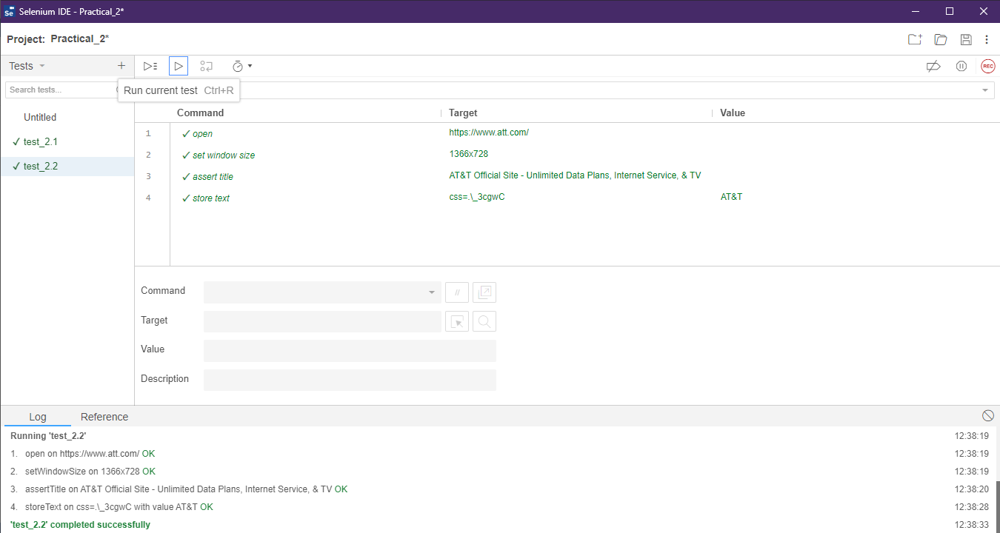 Selenium IDE - Practical_2*
Project: Practical_2*
Tests
Run current test Ctrl+R
Search tests...
Command Target Value
Untitled
✓ test_2.1
✓ test_2.2
1 ✓ open https://www.att.com/
2 ✓ set window size 1366x728
3 ✓ assert title AT&T Official Site - Unlimited Data Plans, Internet Service, & TV
4 ✓ store text css=.\_3cgwC AT&T
Command //
Target
Value
Description
Log Reference
Running 'test_2.2' 12:38:19
1. open on https://www.att.com/ OK 12:38:19
2. setWindowSize on 1366x728 OK 12:38:19
3. assertTitle on AT&T Official Site - Unlimited Data Plans, Internet Service, & TV OK 12:38:20
4. storeText on css=.\_3cgwC with value AT&T OK 12:38:28
'test_2.2' completed successfully 12:38:33
Se
REC